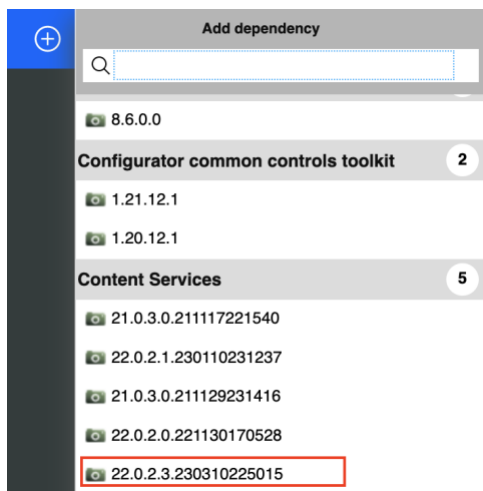 Add dependency
8.6.0.0
Configurator common controls toolkit 2
1.21.12.1
1.20.12.1
Content Services 5
21.0.3.0.211117221540
22.0.2.1.230110231237
21.0.3.0.211129231416
22.0.2.0.221130170528
22.0.2.3.230310225015